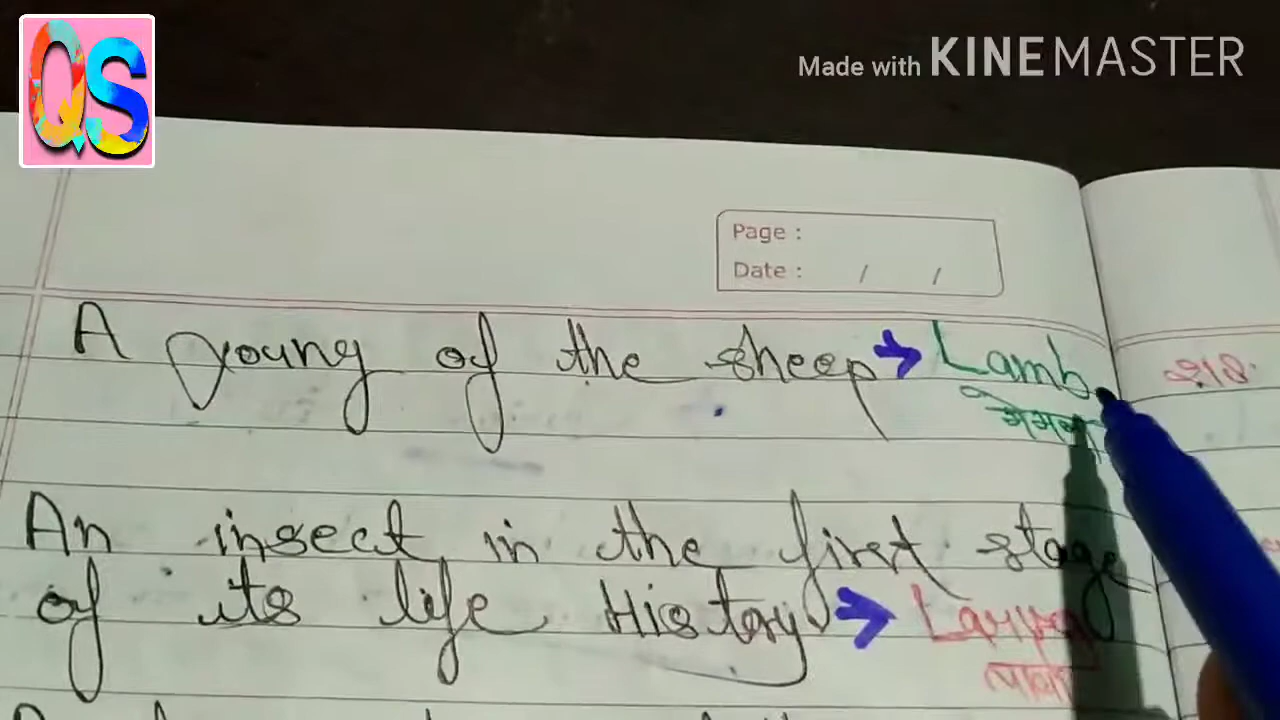 QS
Made with KINEMASTER
Page :
Date : / /
A young of the sheep → Lamb
मेमना
An insect in the first stage
of its life History → Larva